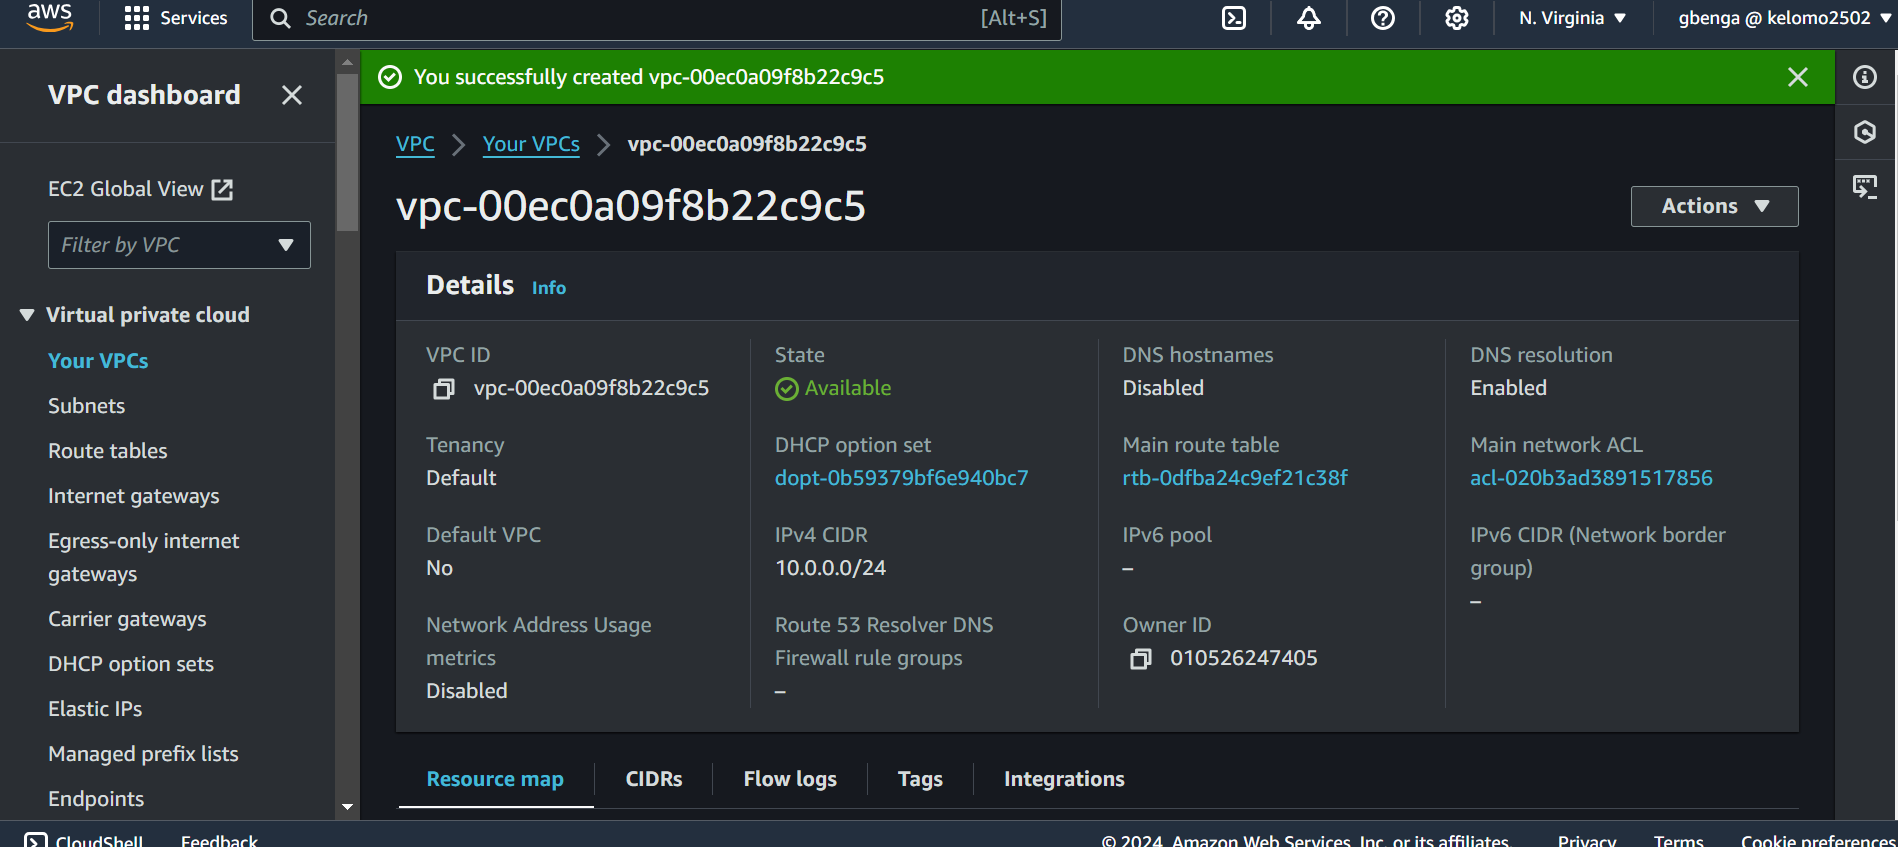 aws
Services
Search
[Alt+S]
N. Virginia
gbenga @ kelomo2502
VPC dashboard
EC2 Global View
Filter by VPC
Virtual private cloud
Your VPCs
Subnets
Route tables
Internet gateways
Egress-only internet
gateways
Carrier gateways
DHCP option sets
Elastic IPs
Managed prefix lists
Endpoints
You successfully created vpc-00ec0a09f8b22c9c5
VPC
Your VPCs
vpc-00ec0a09f8b22c9c5
vpc-00ec0a09f8b22c9c5
Actions
Details Info
VPC ID
vpc-00ec0a09f8b22c9c5
State
Available
DNS hostnames
Disabled
DNS resolution
Enabled
Tenancy
Default
DHCP option set
dopt-0b59379bf6e940bc7
Main route table
rtb-0dfba24c9ef21c38f
Main network ACL
acl-020b3ad3891517856
Default VPC
No
IPv4 CIDR
10.0.0.0/24
IPv6 pool
–
IPv6 CIDR (Network border
group)
–
Network Address Usage
metrics
Disabled
Route 53 Resolver DNS
Firewall rule groups
–
Owner ID
010526247405
Resource map
CIDRs
Flow logs
Tags
Integrations
CloudShell
Feedback
© 2024, Amazon Web Services, Inc. or its affiliates.
Privacy
Terms
Cookie preferences